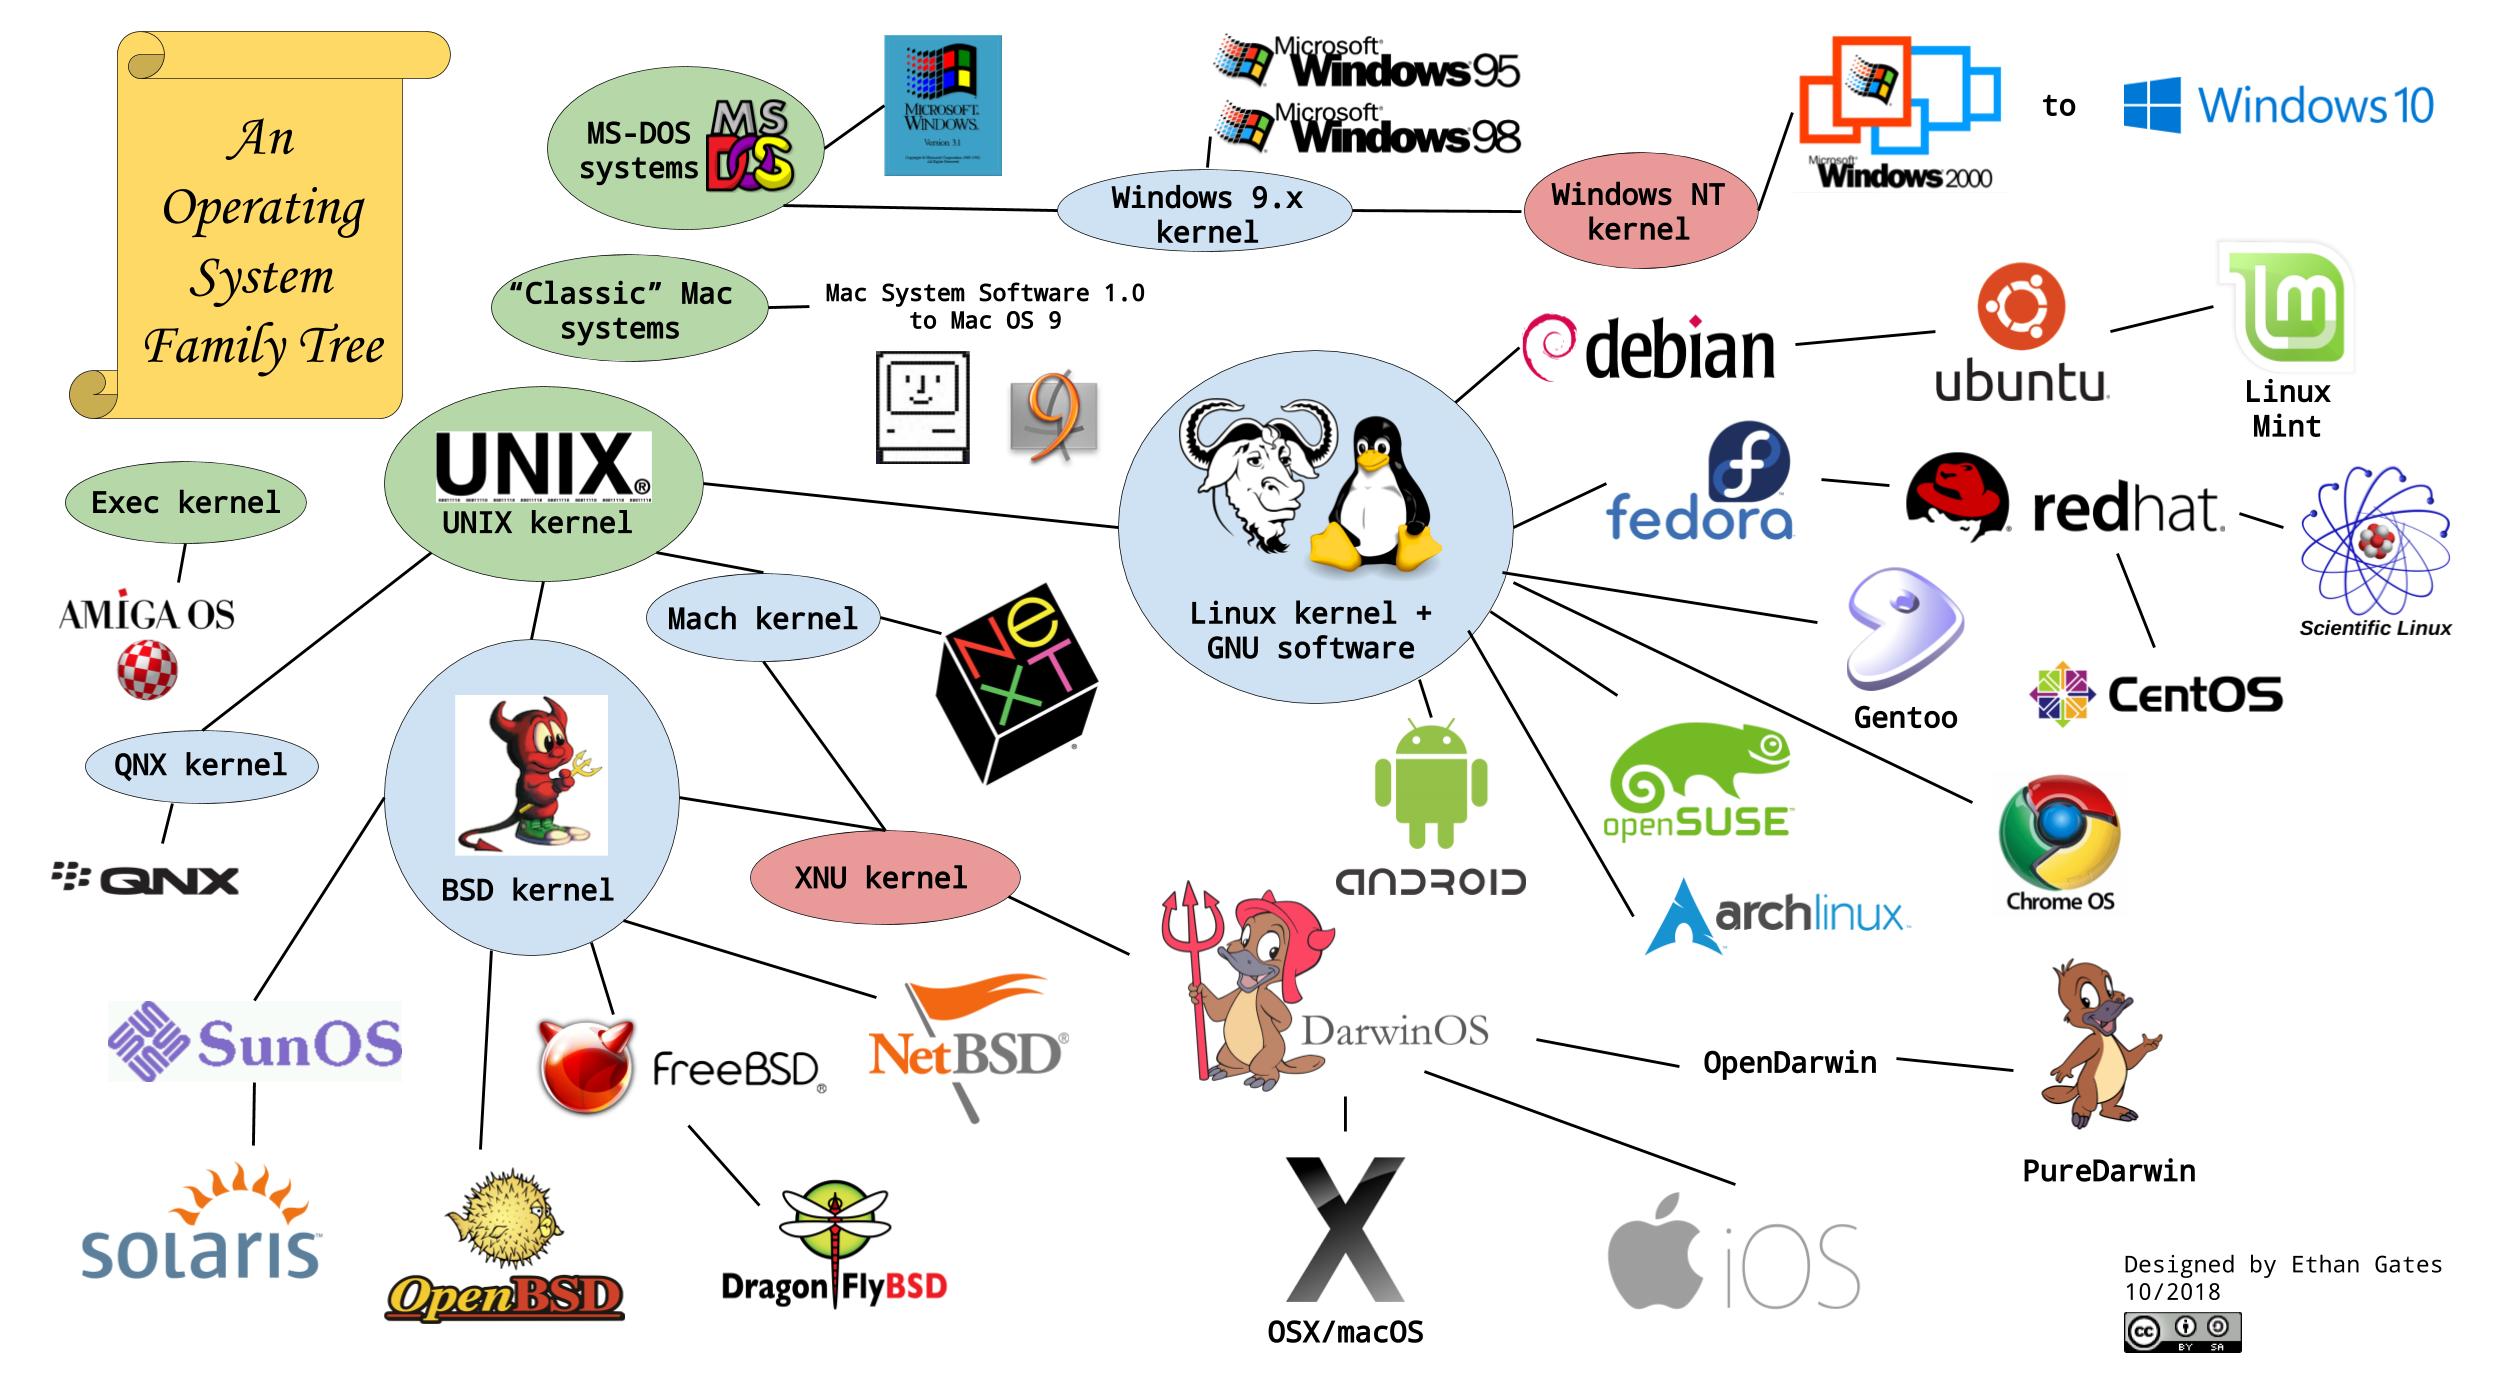 An
Operating
System
Family Tree
MS-DOS
systems
MS
DOS
MICROSOFT.
WINDOWS.
Version 3.1
Microsoft®
Windows®95
Microsoft®
Windows®98
Windows 9.x
kernel
Windows NT
kernel
Microsoft®
Windows®2000
to
Windows 10
“Classic” Mac
systems
Mac System Software 1.0
to Mac OS 9
9
UNIX®
UNIX kernel
Exec kernel
AMIGA OS
QNX kernel
QNX
Mach kernel
NeXT
®
BSD kernel
XNU kernel
Linux kernel +
GNU software
debian
ubuntu®
lm
Linux
Mint
fedora
redhat®
Scientific Linux
Gentoo
CentOS
ANDROID
openSUSE™
Chrome OS
archlinux™
SUN
SunOS
SOLARIS™
OpenBSD
FreeBSD®
NetBSD®
DragonFlyBSD
DarwinOS
OpenDarwin
PureDarwin
X
OSX/macOS
iOS
Designed by Ethan Gates
10/2018
cc
BY SA